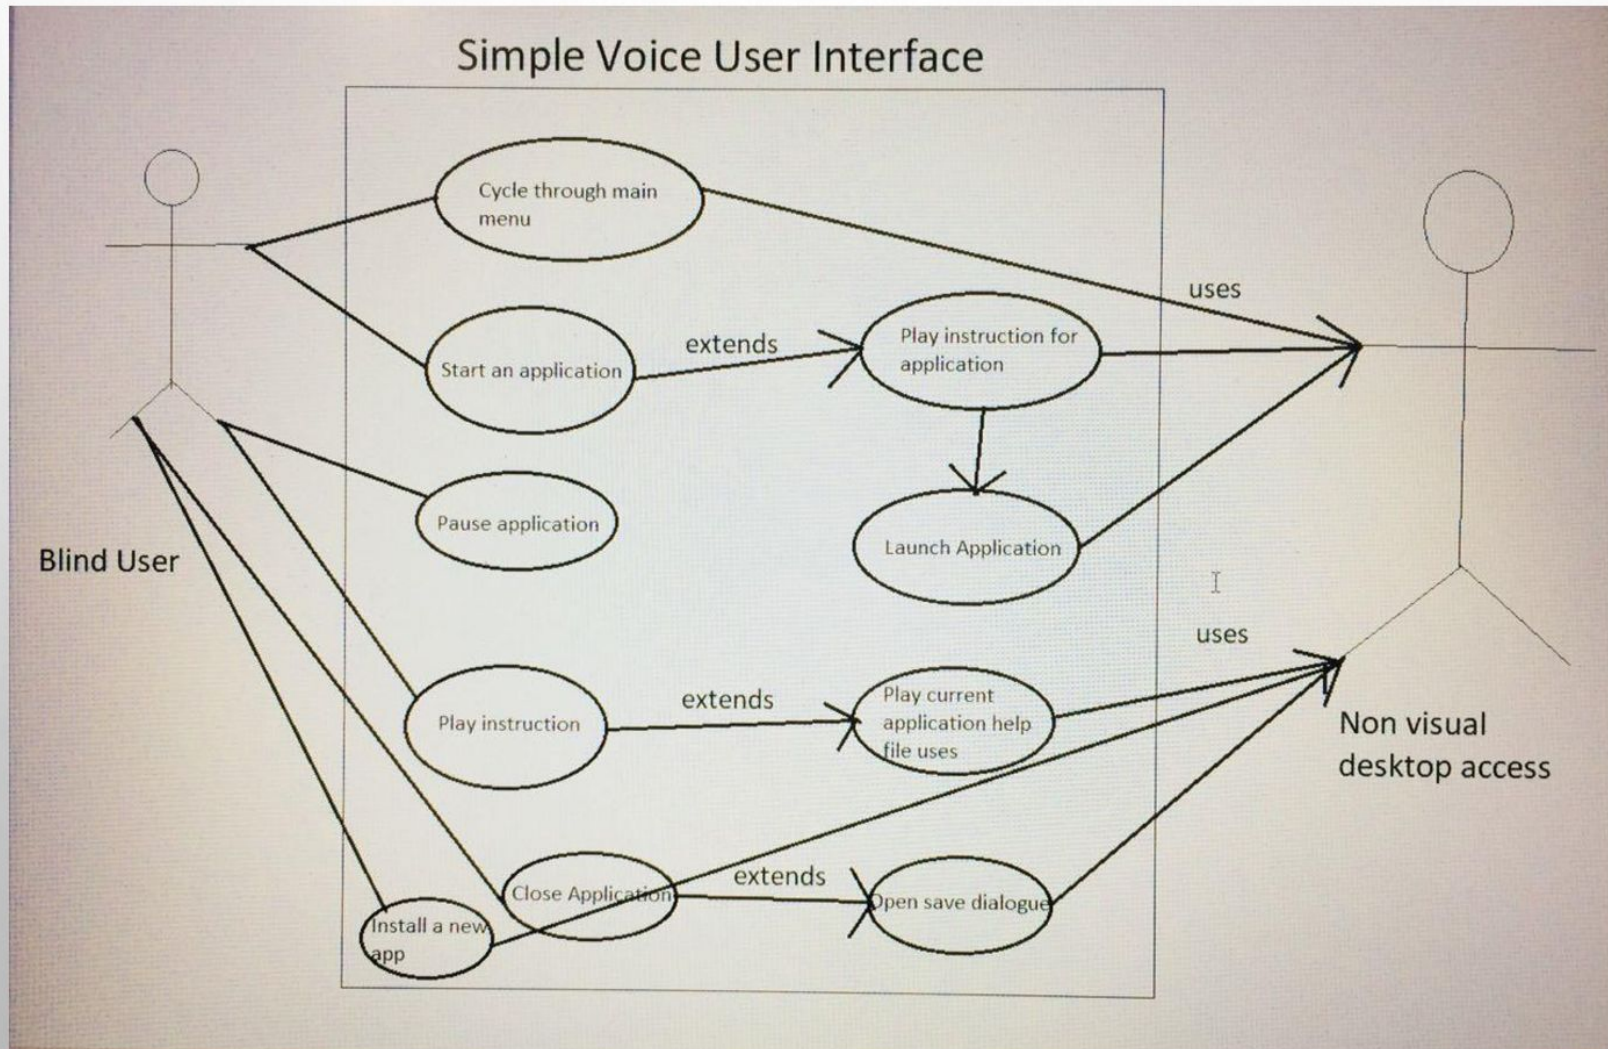 Simple Voice User Interface
Cycle through main
menu
uses
Start an application
extends
Play instruction for
application
Pause application
Launch Application
Blind User
uses
Play instruction
extends
Play current
application help
file uses
Non visual
desktop access
Close Application
extends
Open save dialogue
Install a new
app